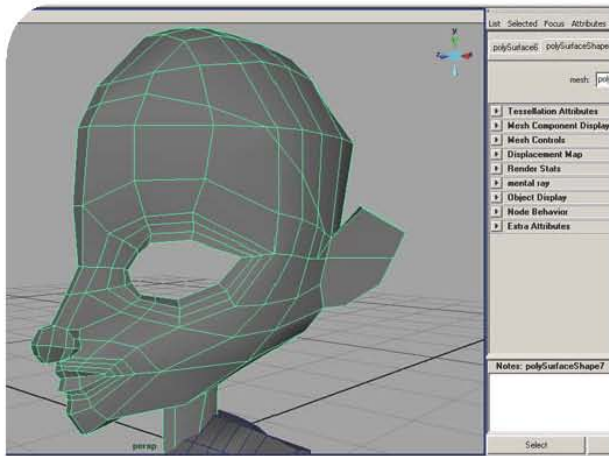 List Selected Focus Attributes
polySurface6 polySurfaceShape
mesh:
Tessellation Attributes
Mesh Component Display
Mesh Controls
Displacement Map
Render Stats
mental ray
Object Display
Node Behavior
Extra Attributes
y
z x
Notes: polySurfaceShape7
persp
Select